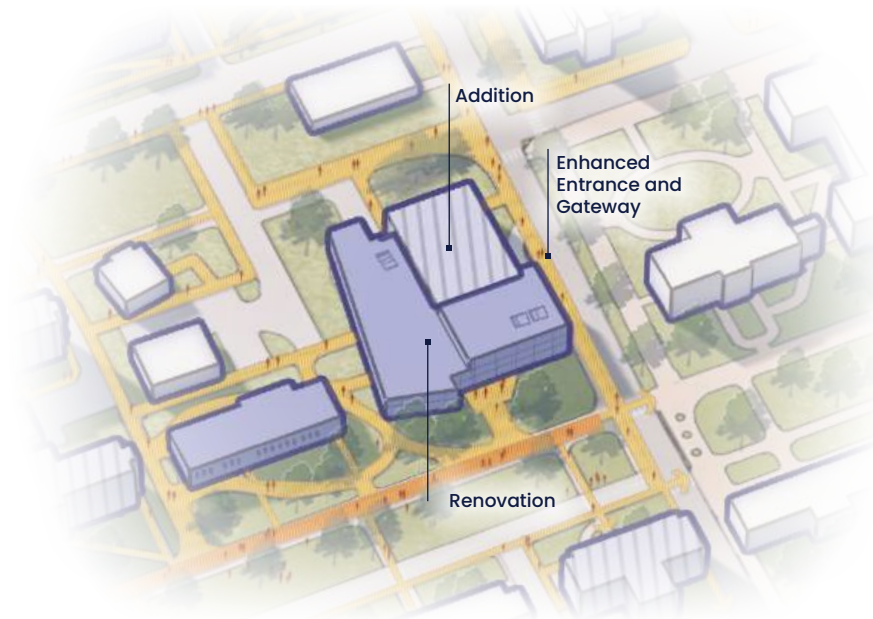 Addition
Enhanced
Entrance and
Gateway
Renovation